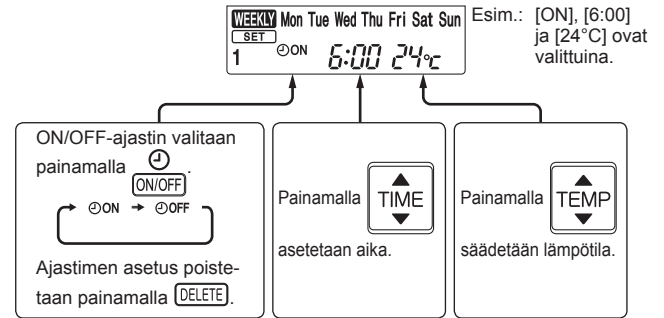 WEEKLY Mon Tue Wed Thu Fri Sat Sun
SET
1 ON 6:00 24°C
Esim.: [ON], [6:00]
ja [24°C] ovat
valittuina.
ON/OFF-ajastin valitaan
painamalla ON/OFF.
ON → OFF
Ajastimen asetus poiste-
taan painamalla DELETE.
Painamalla TIME
asetetaan aika.
Painamalla TEMP
säädetään lämpötila.